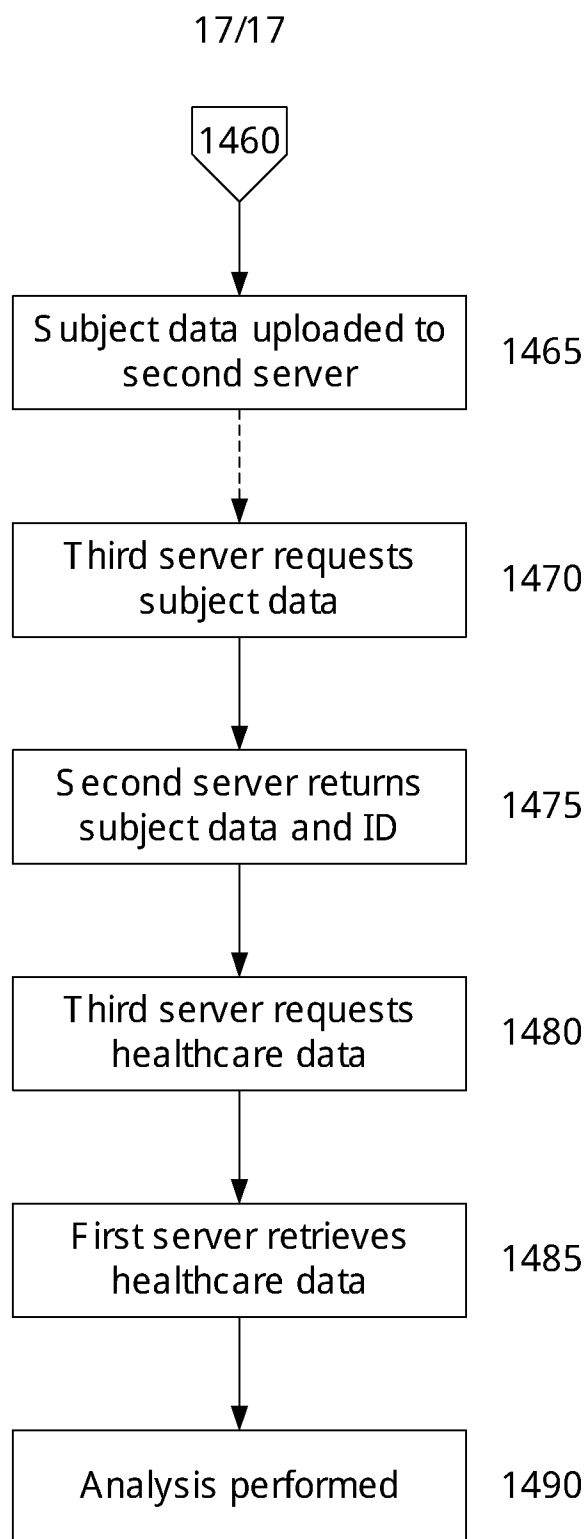 17/17
1460
Subject data uploaded to
second server
1465
Third server requests
subject data
1470
Second server returns
subject data and ID
1475
Third server requests
healthcare data
1480
First server retrieves
healthcare data
1485
Analysis performed
1490